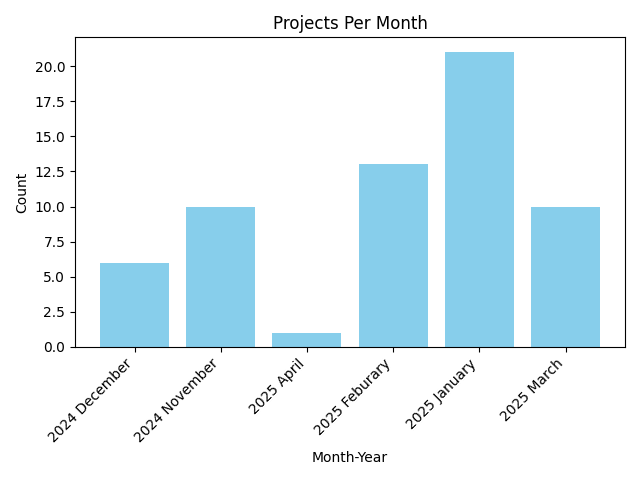 Projects Per Month
Count
20.0
17.5
15.0
12.5
10.0
7.5
5.0
2.5
0.0
2024 December
2024 November
2025 April
2025 Feburary
2025 January
2025 March
Month-Year